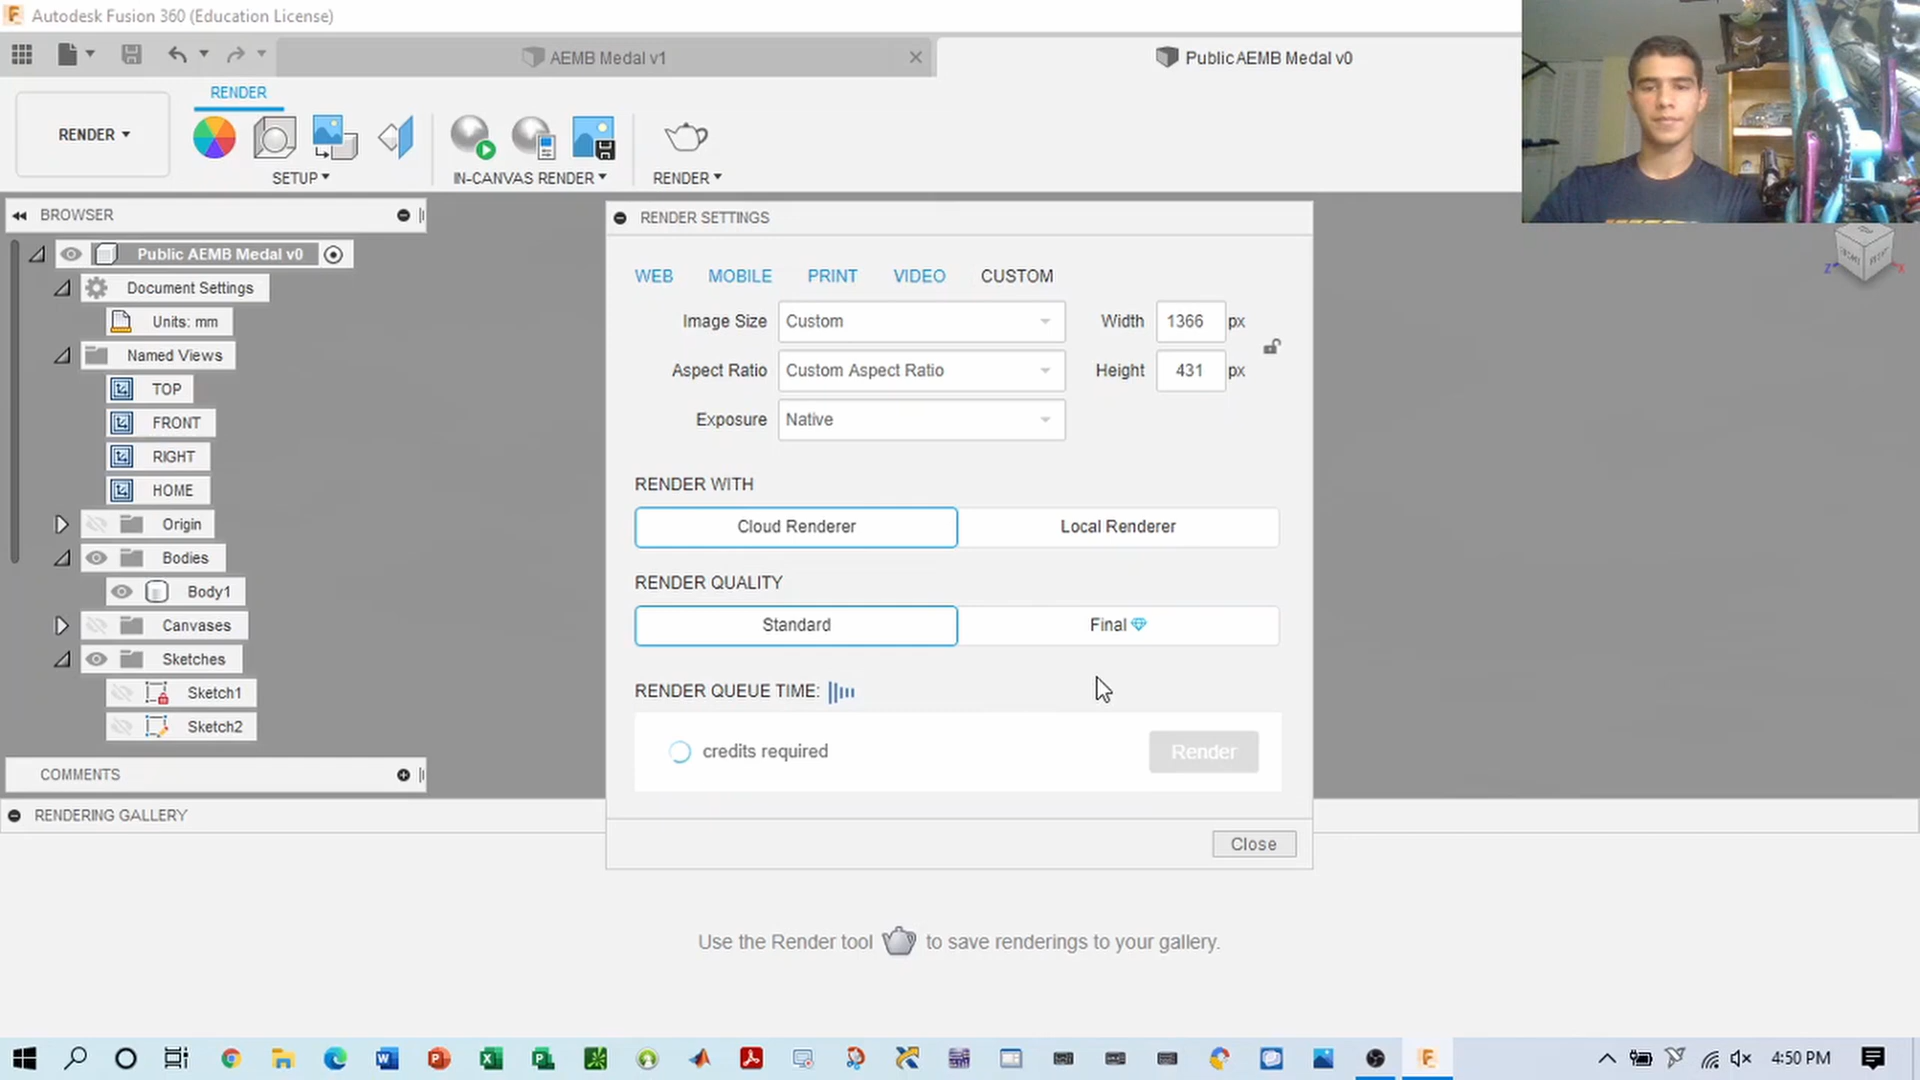 Autodesk Fusion 360 (Education License)
AEMB Medal v1
Public AEMB Medal v0
RENDER
RENDER
SETUP
IN-CANVAS RENDER
RENDER
BROWSER
Public AEMB Medal v0
Document Settings
Units: mm
Named Views
TOP
FRONT
RIGHT
HOME
Origin
Bodies
Body1
Canvases
Sketches
Sketch1
Sketch2
COMMENTS
RENDERING GALLERY
RENDER SETTINGS
WEB MOBILE PRINT VIDEO CUSTOM
Image Size Custom Width 1366 px
Aspect Ratio Custom Aspect Ratio Height 431 px
Exposure Native
RENDER WITH
Cloud Renderer Local Renderer
RENDER QUALITY
Standard Final
RENDER QUEUE TIME:
credits required Render
Close
Use the Render tool to save renderings to your gallery.
4:50 PM